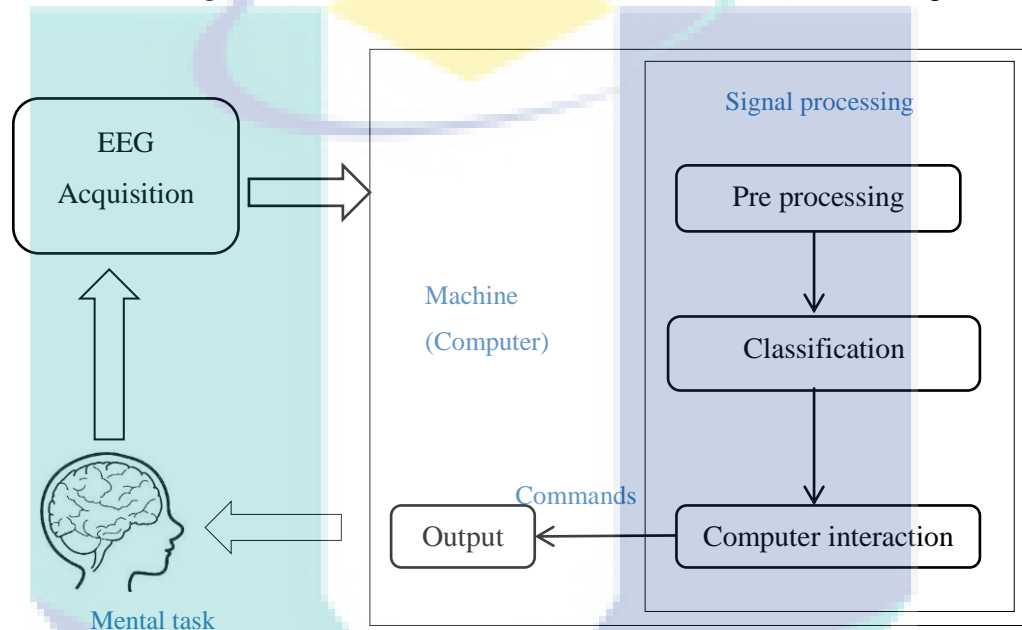 EEG
Acquisition
Signal processing
Pre processing
Machine
(Computer)
Classification
Commands
Output
Computer interaction
Mental task